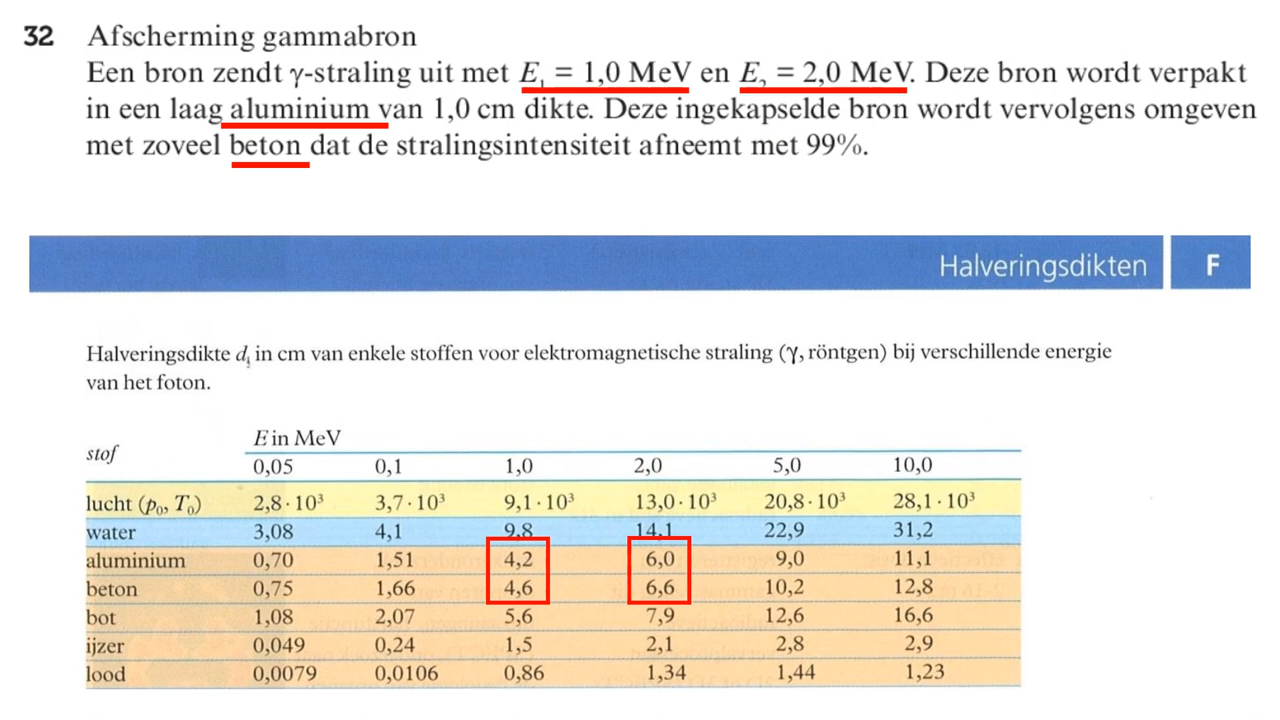 32 Afscherming gammabron
Een bron zendt γ-straling uit met E₁ = 1,0 MeV en E₂ = 2,0 MeV. Deze bron wordt verpakt
in een laag aluminium van 1,0 cm dikte. Deze ingekapselde bron wordt vervolgens omgeven
met zoveel beton dat de stralingsintensiteit afneemt met 99%.
Halveringsdikten F
Halveringsdikte d½ in cm van enkele stoffen voor elektromagnetische straling (γ, röntgen) bij verschillende energie
van het foton.
E in MeV
stof 0,05 0,1 1,0 2,0 5,0 10,0
lucht (p₀, T₀) 2,8 · 10³ 3,7 · 10³ 9,1 · 10³ 13,0 · 10³ 20,8 · 10³ 28,1 · 10³
water 3,08 4,1 9,8 14,1 22,9 31,2
aluminium 0,70 1,51 4,2 6,0 9,0 11,1
beton 0,75 1,66 4,6 6,6 10,2 12,8
bot 1,08 2,07 5,6 7,9 12,6 16,6
ijzer 0,049 0,24 1,5 2,1 2,8 2,9
lood 0,0079 0,0106 0,86 1,34 1,44 1,23